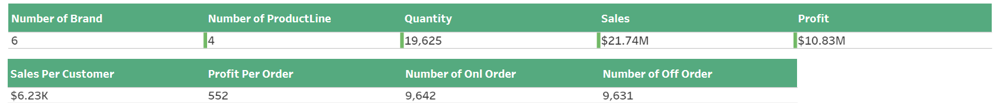 Number of Brand Number of ProductLine Quantity Sales Profit
6 4 19,625 $21.74M $10.83M
Sales Per Customer Profit Per Order Number of Onl Order Number of Off Order
$6.23K 552 9,642 9,631